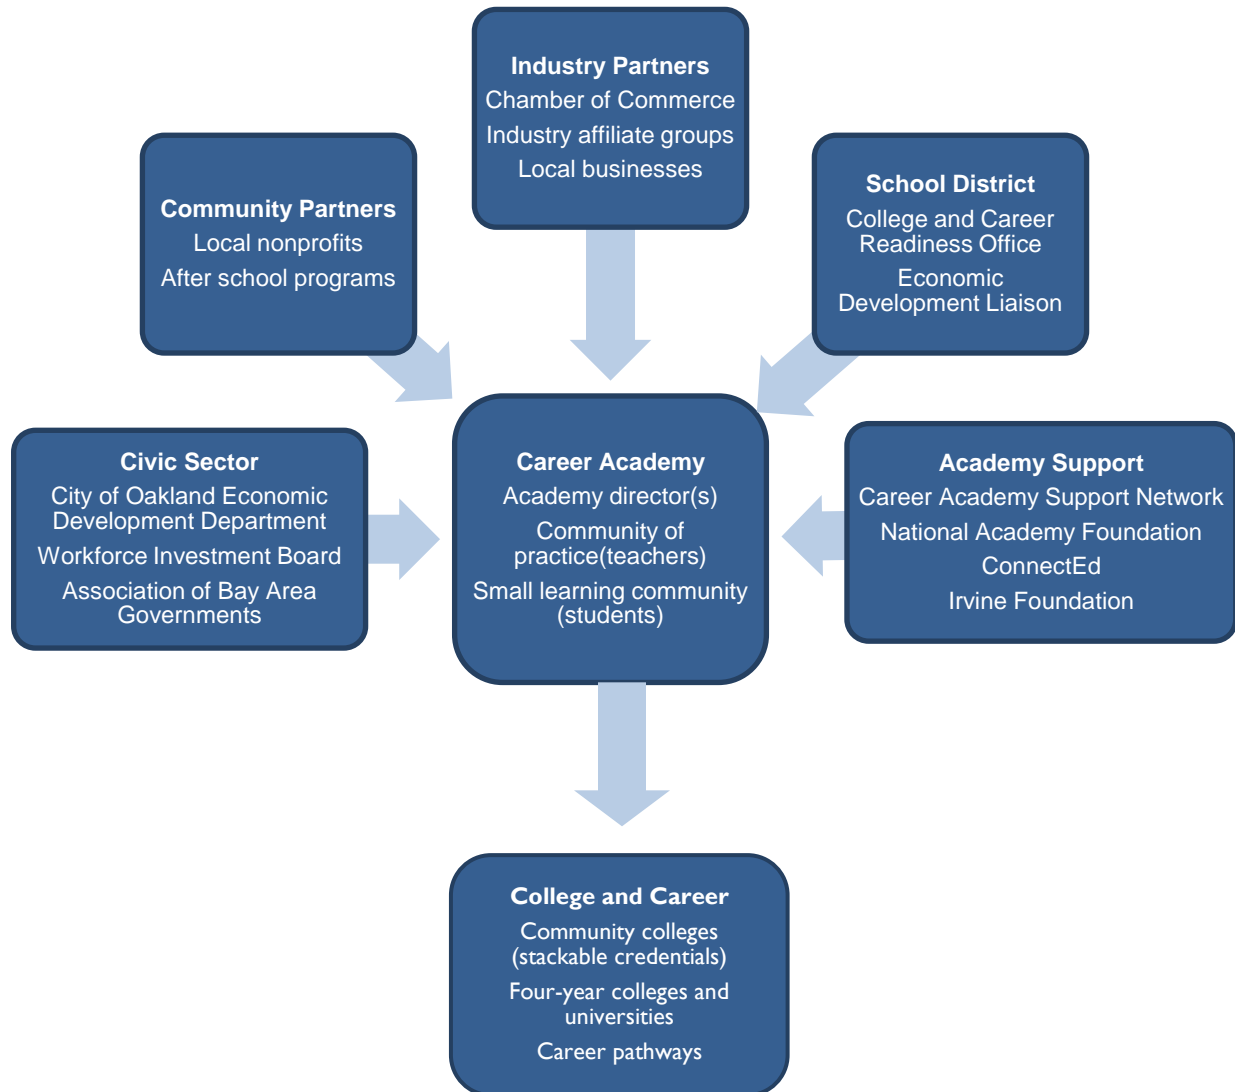 Industry Partners
Chamber of Commerce
Industry affiliate groups
Local businesses
Community Partners
Local nonprofits
After school programs
School District
College and Career
Readiness Office
Economic
Development Liaison
Civic Sector
City of Oakland Economic
Development Department
Workforce Investment Board
Association of Bay Area
Governments
Career Academy
Academy director(s)
Community of
practice(teachers)
Small learning community
(students)
Academy Support
Career Academy Support Network
National Academy Foundation
ConnectEd
Irvine Foundation
College and Career
Community colleges
(stackable credentials)
Four-year colleges and
universities
Career pathways